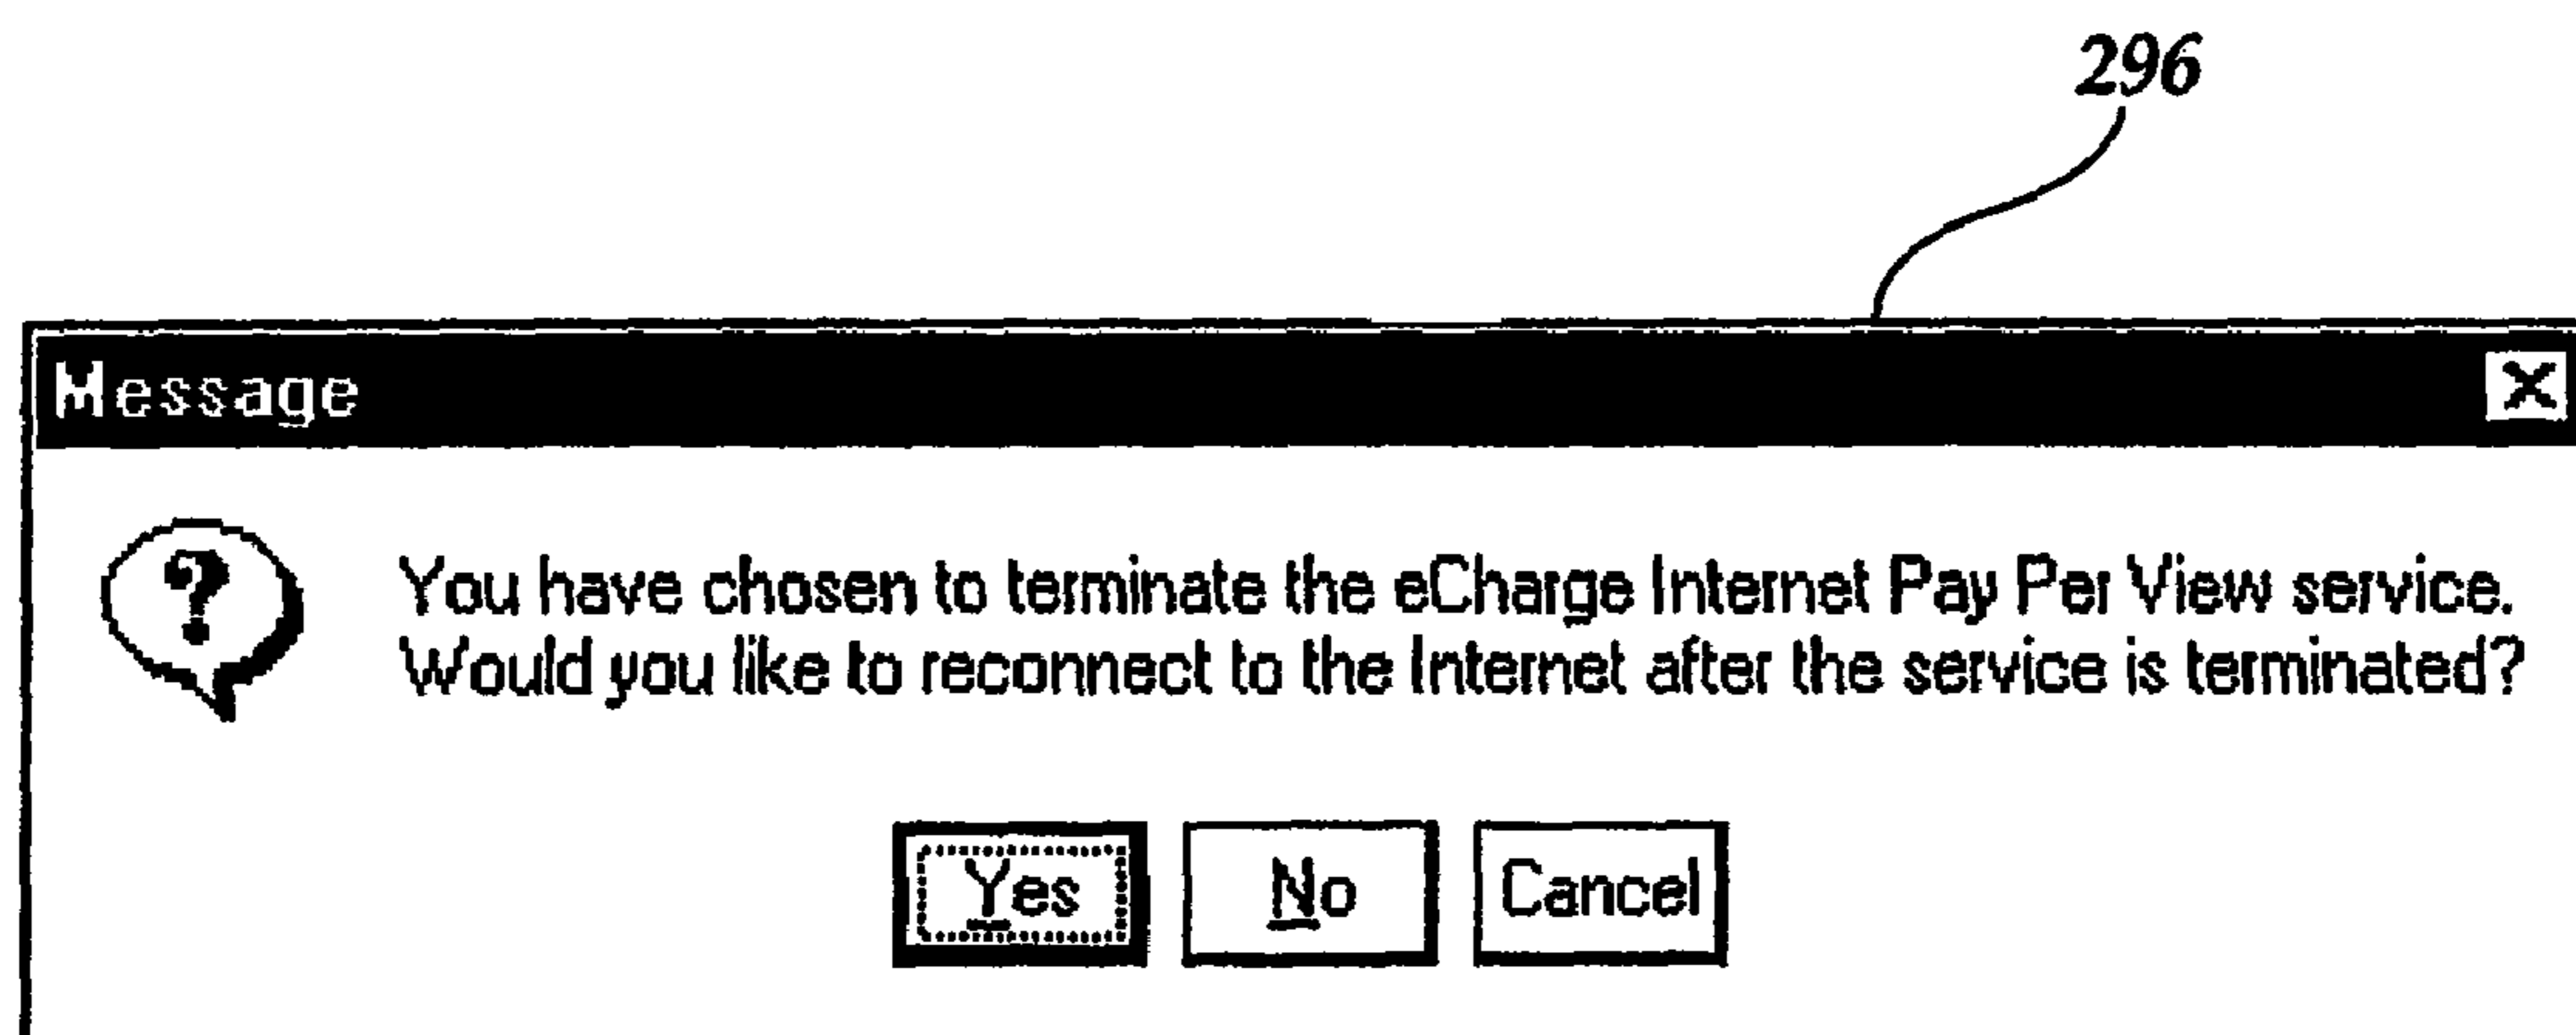 296
Message
?
You have chosen to terminate the eCharge Internet Pay Per View service.
Would you like to reconnect to the Internet after the service is terminated?
Yes No Cancel